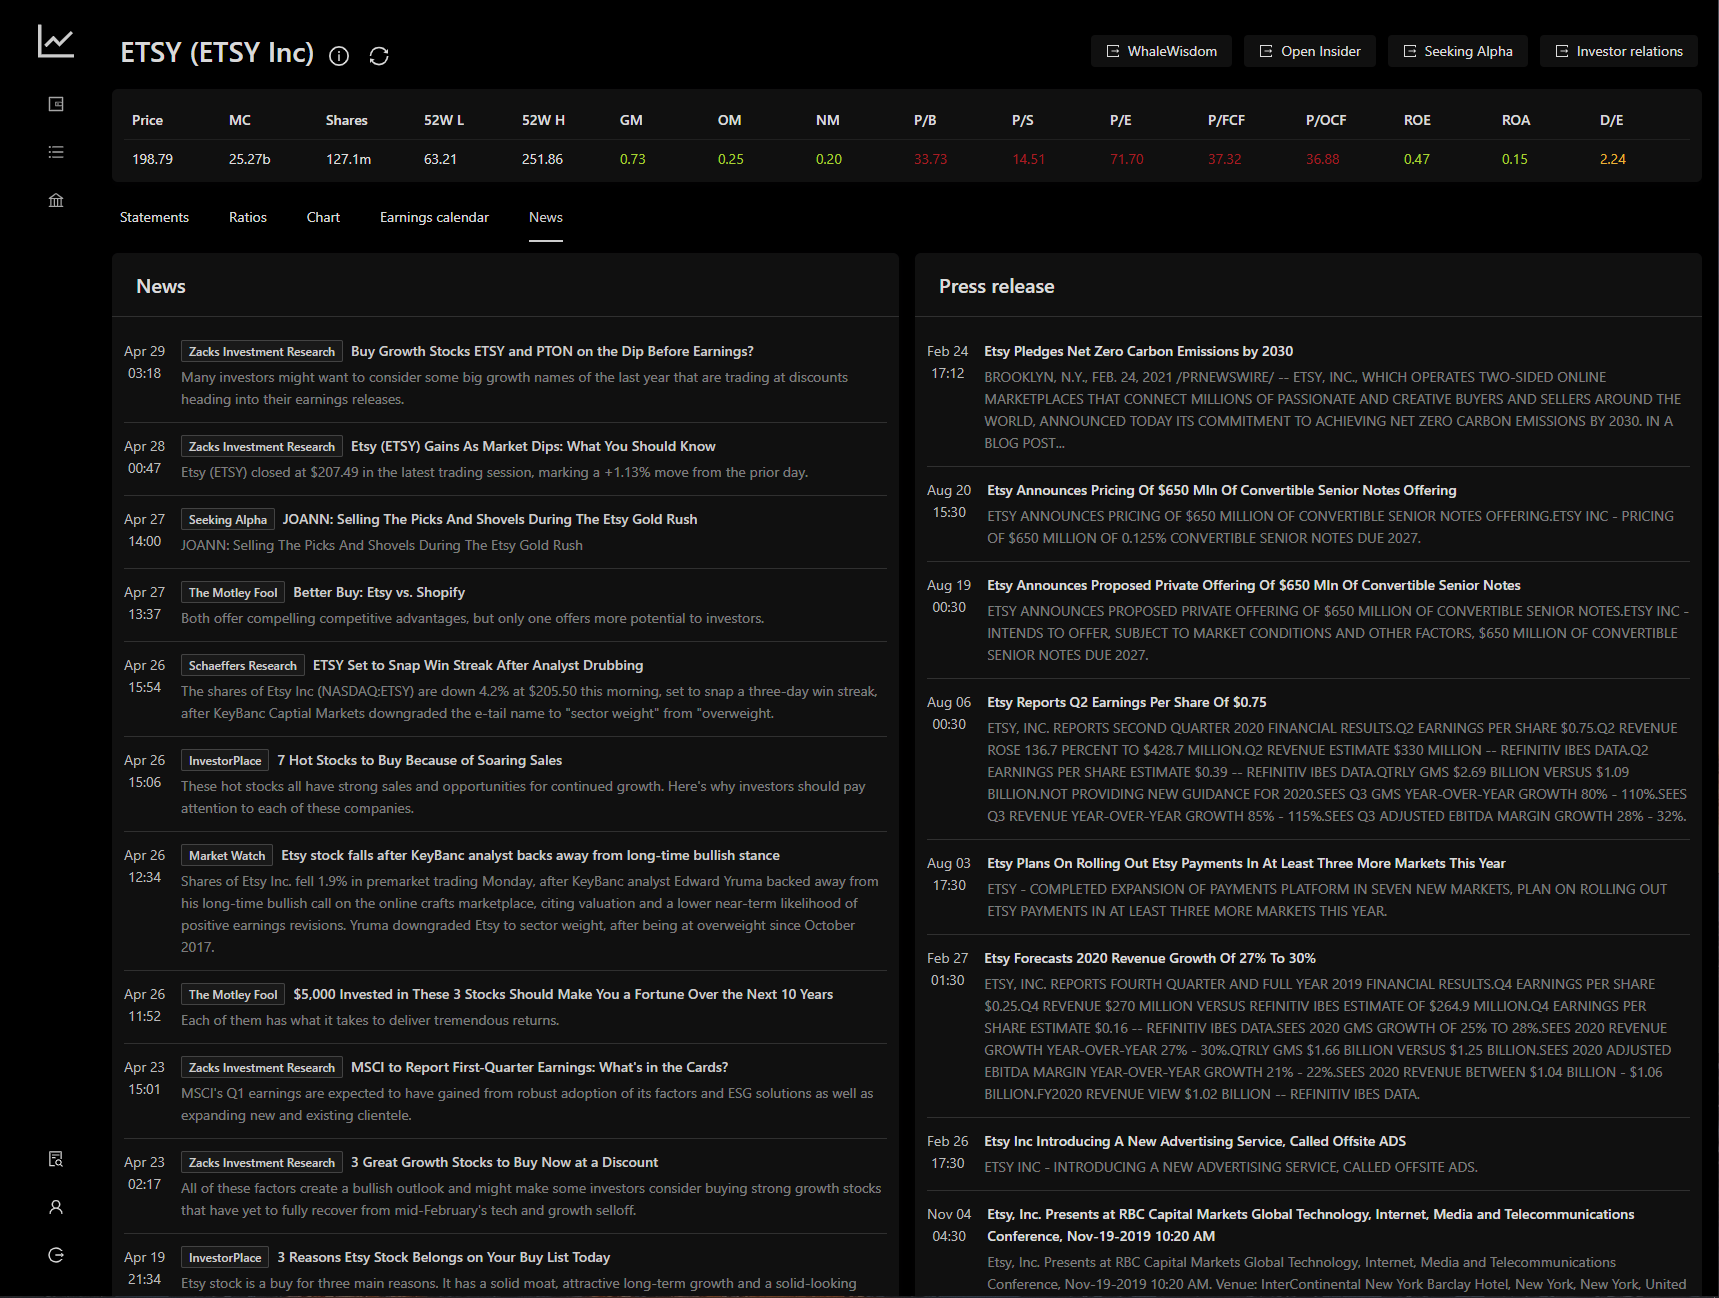 ETSY (ETSY Inc)
WhaleWisdom
Open Insider
Seeking Alpha
Investor relations
Price MC Shares 52W L 52W H GM OM NM P/B P/S P/E P/FCF P/OCF ROE ROA D/E
198.79 25.27b 127.1m 63.21 251.86 0.73 0.25 0.20 33.73 14.51 71.70 37.32 36.88 0.47 0.15 2.24
Statements Ratios Chart Earnings calendar News
News
Apr 29
03:18
Zacks Investment Research Buy Growth Stocks ETSY and PTON on the Dip Before Earnings?
Many investors might want to consider some big growth names of the last year that are trading at discounts
heading into their earnings releases.
Apr 28
00:47
Zacks Investment Research Etsy (ETSY) Gains As Market Dips: What You Should Know
Etsy (ETSY) closed at $207.49 in the latest trading session, marking a +1.13% move from the prior day.
Apr 27
14:00
Seeking Alpha JOANN: Selling The Picks And Shovels During The Etsy Gold Rush
JOANN: Selling The Picks And Shovels During The Etsy Gold Rush
Apr 27
13:37
The Motley Fool Better Buy: Etsy vs. Shopify
Both offer compelling competitive advantages, but only one offers more potential to investors.
Apr 26
15:54
Schaeffers Research ETSY Set to Snap Win Streak After Analyst Drubbing
The shares of Etsy Inc (NASDAQ:ETSY) are down 4.2% at $205.50 this morning, set to snap a three-day win streak,
after KeyBanc Captial Markets downgraded the e-tail name to "sector weight" from "overweight.
Apr 26
15:06
InvestorPlace 7 Hot Stocks to Buy Because of Soaring Sales
These hot stocks all have strong sales and opportunities for continued growth. Here's why investors should pay
attention to each of these companies.
Apr 26
12:34
Market Watch Etsy stock falls after KeyBanc analyst backs away from long-time bullish stance
Shares of Etsy Inc. fell 1.9% in premarket trading Monday, after KeyBanc analyst Edward Yruma backed away from
his long-time bullish call on the online crafts marketplace, citing valuation and a lower near-term likelihood of
positive earnings revisions. Yruma downgraded Etsy to sector weight, after being at overweight since October
2017.
Apr 26
11:52
The Motley Fool $5,000 Invested in These 3 Stocks Should Make You a Fortune Over the Next 10 Years
Each of them has what it takes to deliver tremendous returns.
Apr 23
15:01
Zacks Investment Research MSCI to Report First-Quarter Earnings: What's in the Cards?
MSCI's Q1 earnings are expected to have gained from robust adoption of its factors and ESG solutions as well as
expanding new and existing clientele.
Apr 23
02:17
Zacks Investment Research 3 Great Growth Stocks to Buy Now at a Discount
All of these factors create a bullish outlook and might make some investors consider buying strong growth stocks
that have yet to fully recover from mid-February's tech and growth selloff.
Apr 19
21:34
InvestorPlace 3 Reasons Etsy Stock Belongs on Your Buy List Today
Etsy stock is a buy for three main reasons. It has a solid moat, attractive long-term growth and a solid-looking
Press release
Feb 24
17:12
Etsy Pledges Net Zero Carbon Emissions by 2030
BROOKLYN, N.Y., FEB. 24, 2021 /PRNEWSWIRE/ -- ETSY, INC., WHICH OPERATES TWO-SIDED ONLINE
MARKETPLACES THAT CONNECT MILLIONS OF PASSIONATE AND CREATIVE BUYERS AND SELLERS AROUND THE
WORLD, ANNOUNCED TODAY ITS COMMITMENT TO ACHIEVING NET ZERO CARBON EMISSIONS BY 2030. IN A
BLOG POST...
Aug 20
15:30
Etsy Announces Pricing Of $650 Mln Of Convertible Senior Notes Offering
ETSY ANNOUNCES PRICING OF $650 MILLION OF CONVERTIBLE SENIOR NOTES OFFERING.ETSY INC - PRICING
OF $650 MILLION OF 0.125% CONVERTIBLE SENIOR NOTES DUE 2027.
Aug 19
00:30
Etsy Announces Proposed Private Offering Of $650 Mln Of Convertible Senior Notes
ETSY ANNOUNCES PROPOSED PRIVATE OFFERING OF $650 MILLION OF CONVERTIBLE SENIOR NOTES.ETSY INC -
INTENDS TO OFFER, SUBJECT TO MARKET CONDITIONS AND OTHER FACTORS, $650 MILLION OF CONVERTIBLE
SENIOR NOTES DUE 2027.
Aug 06
00:30
Etsy Reports Q2 Earnings Per Share Of $0.75
ETSY, INC. REPORTS SECOND QUARTER 2020 FINANCIAL RESULTS.Q2 EARNINGS PER SHARE $0.75.Q2 REVENUE
ROSE 136.7 PERCENT TO $428.7 MILLION.Q2 REVENUE ESTIMATE $330 MILLION -- REFINITIV IBES DATA.Q2
EARNINGS PER SHARE ESTIMATE $0.39 -- REFINITIV IBES DATA.QTRLY GMS $2.69 BILLION VERSUS $1.09
BILLION.NOT PROVIDING NEW GUIDANCE FOR 2020.SEES Q3 GMS YEAR-OVER-YEAR GROWTH 80% - 110%.SEES
Q3 REVENUE YEAR-OVER-YEAR GROWTH 85% - 115%.SEES Q3 ADJUSTED EBITDA MARGIN GROWTH 28% - 32%.
Aug 03
17:30
Etsy Plans On Rolling Out Etsy Payments In At Least Three More Markets This Year
ETSY - COMPLETED EXPANSION OF PAYMENTS PLATFORM IN SEVEN NEW MARKETS, PLAN ON ROLLING OUT
ETSY PAYMENTS IN AT LEAST THREE MORE MARKETS THIS YEAR.
Feb 27
01:30
Etsy Forecasts 2020 Revenue Growth Of 27% To 30%
ETSY, INC. REPORTS FOURTH QUARTER AND FULL YEAR 2019 FINANCIAL RESULTS.Q4 EARNINGS PER SHARE
$0.25.Q4 REVENUE $270 MILLION VERSUS REFINITIV IBES ESTIMATE OF $264.9 MILLION.Q4 EARNINGS PER
SHARE ESTIMATE $0.16 -- REFINITIV IBES DATA.SEES 2020 GMS GROWTH OF 25% TO 28%.SEES 2020 REVENUE
GROWTH YEAR-OVER-YEAR 27% - 30%.QTRLY GMS $1.66 BILLION VERSUS $1.25 BILLION.SEES 2020 ADJUSTED
EBITDA MARGIN YEAR-OVER-YEAR GROWTH 21% - 22%.SEES 2020 REVENUE BETWEEN $1.04 BILLION - $1.06
BILLION.FY2020 REVENUE VIEW $1.02 BILLION -- REFINITIV IBES DATA.
Feb 26
17:30
Etsy Inc Introducing A New Advertising Service, Called Offsite ADS
ETSY INC - INTRODUCING A NEW ADVERTISING SERVICE, CALLED OFFSITE ADS.
Nov 04
04:30
Etsy, Inc. Presents at RBC Capital Markets Global Technology, Internet, Media and Telecommunications
Conference, Nov-19-2019 10:20 AM
Etsy, Inc. Presents at RBC Capital Markets Global Technology, Internet, Media and Telecommunications
Conference, Nov-19-2019 10:20 AM. Venue: InterContinental New York Barclay Hotel, New York, New York, United